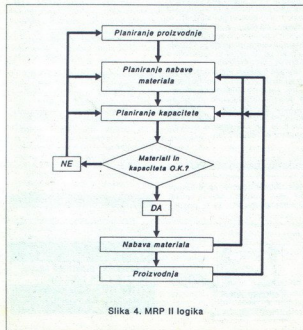 Planiranje proizvodnje
Planiranje nabave
materiala
Planiranje kapacitete
Materiali in
kapaciteta O.K.?
NE
DA
Nabava materiala
Proizvodnja
Slika 4. MRP II logika